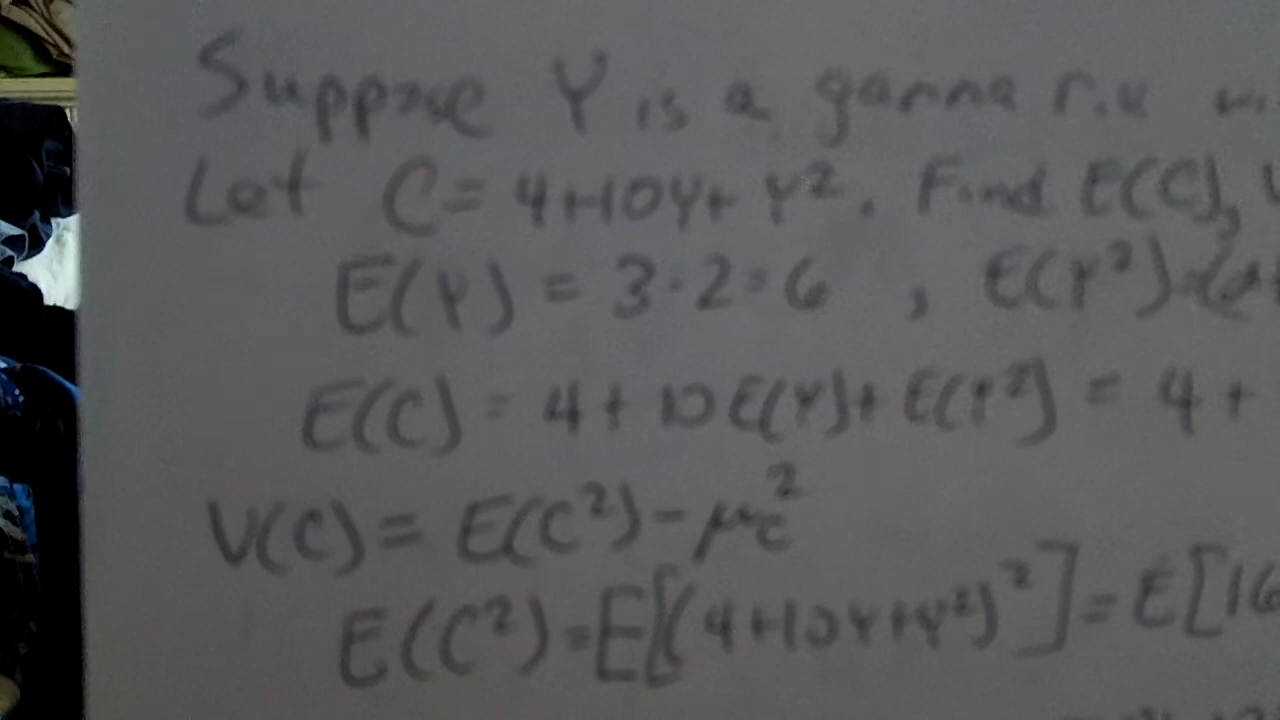 Suppose Y is a gamma r.v
Let C = 4+10Y+ Y². Find E(C),
E(Y) = 3·2=6 , E(Y²)=
E(C) = 4 + 10 E(Y) + E(Y²) = 4 +
V(C) = E(C²) - μc²
E(C²) = E[(4+10Y+Y²)²] = E[16